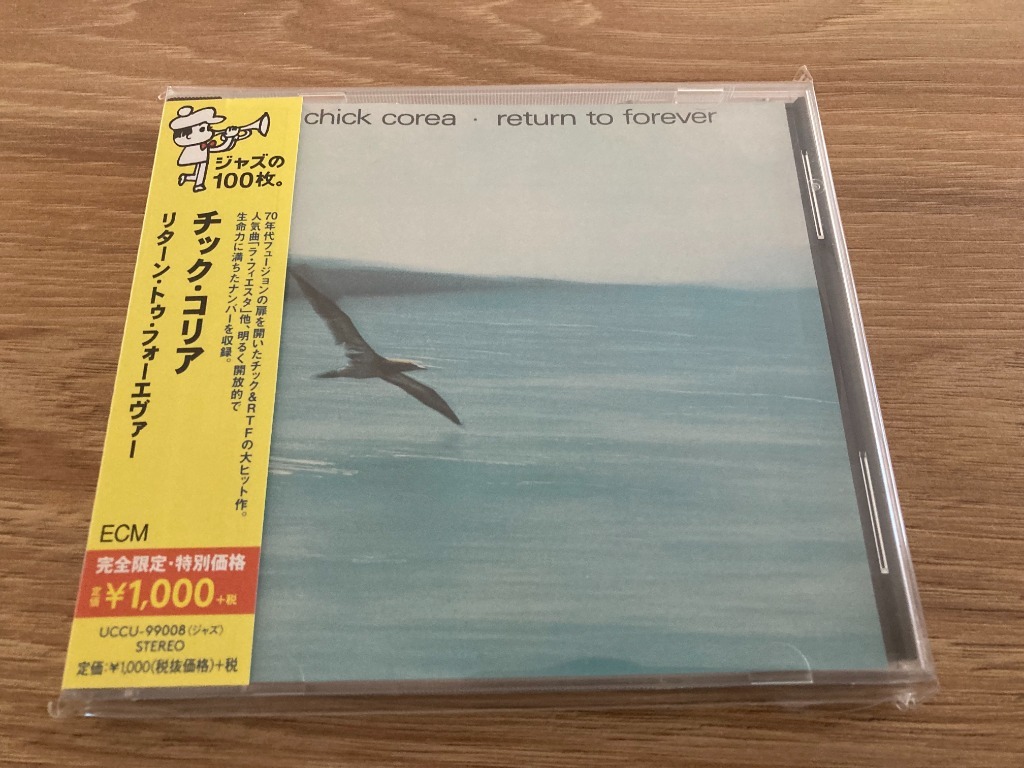 chick corea · return to forever
ジャズの
100枚。
チック・コリア
リターン・トゥ・フォーエヴァー
70年代フュージョンの扉を開いたチック&RTFの大ヒット作。
人気曲「ラ・フィエスタ」他、明るく開放的で
生命力に満ちたナンバーを収録。
ECM
完全限定・特別価格
定価 ¥1,000+税
UCCU-99008(ジャズ)
STEREO
定価:¥1,000(税抜価格)+税